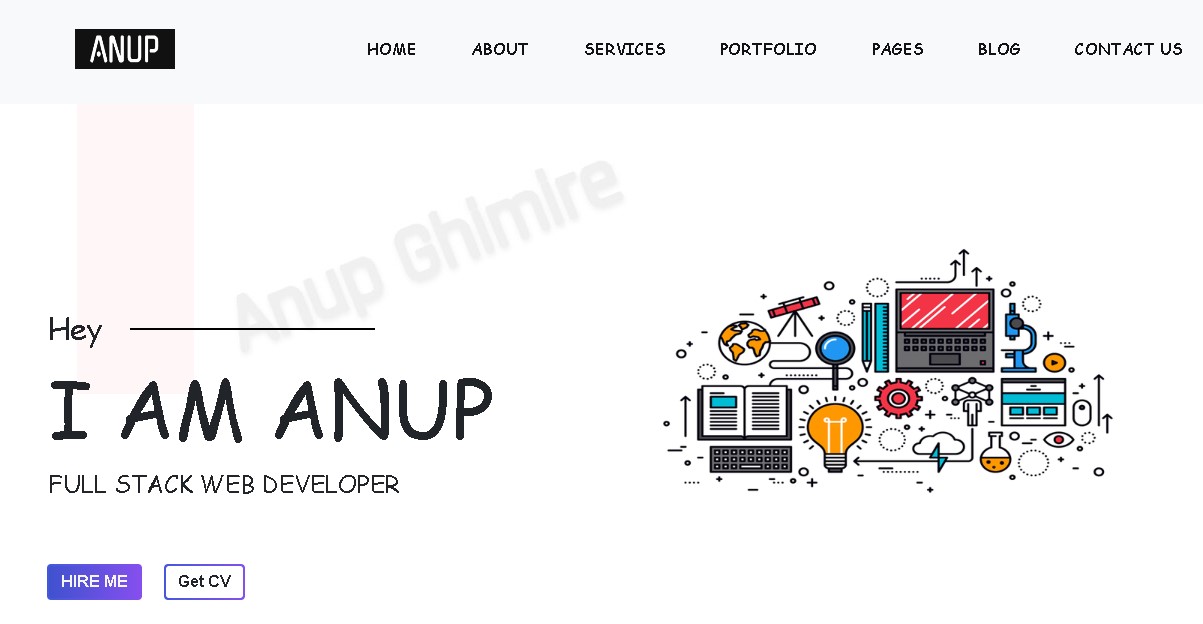 ANUP
HOME ABOUT SERVICES PORTFOLIO PAGES BLOG CONTACT US
Anup Ghimire
Hey
I AM ANUP
FULL STACK WEB DEVELOPER
HIRE ME Get CV